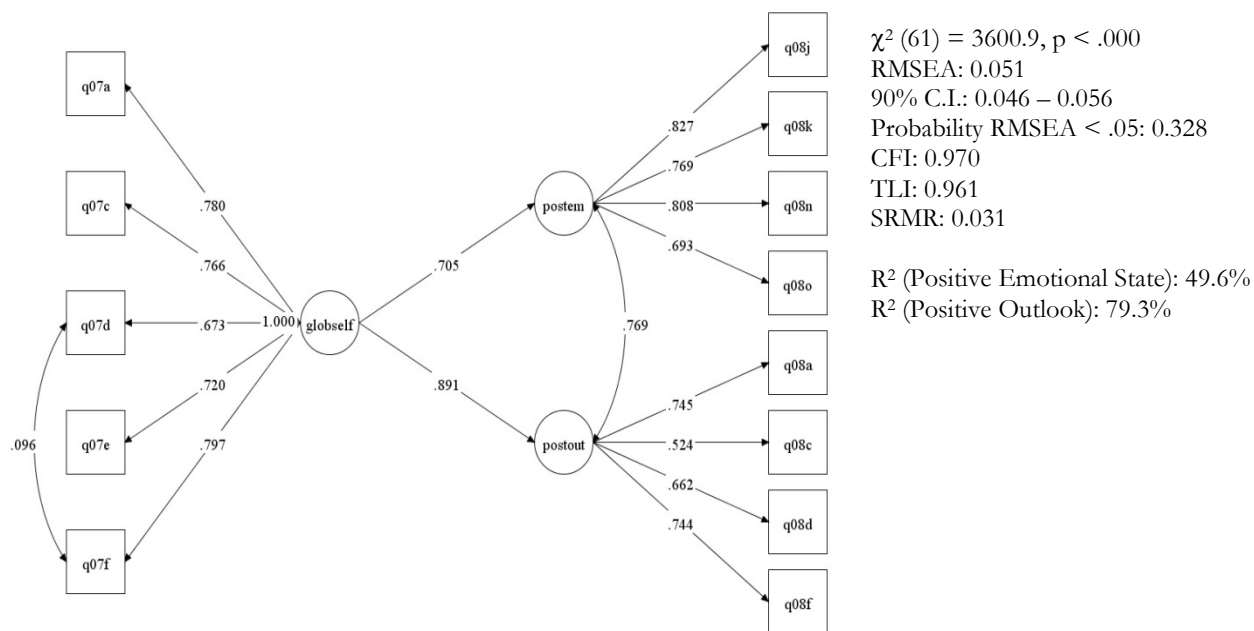 q07a
q07c
q07d
q07e
q07f
.096
.780
.766
.673
.720
.797
1.000
globself
.705
.891
postem
postout
.769
.827
.769
.808
.693
.745
.524
.662
.744
q08j
q08k
q08n
q08o
q08a
q08c
q08d
q08f
χ² (61) = 3600.9, p < .000
RMSEA: 0.051
90% C.I.: 0.046 – 0.056
Probability RMSEA < .05: 0.328
CFI: 0.970
TLI: 0.961
SRMR: 0.031
R² (Positive Emotional State): 49.6%
R² (Positive Outlook): 79.3%